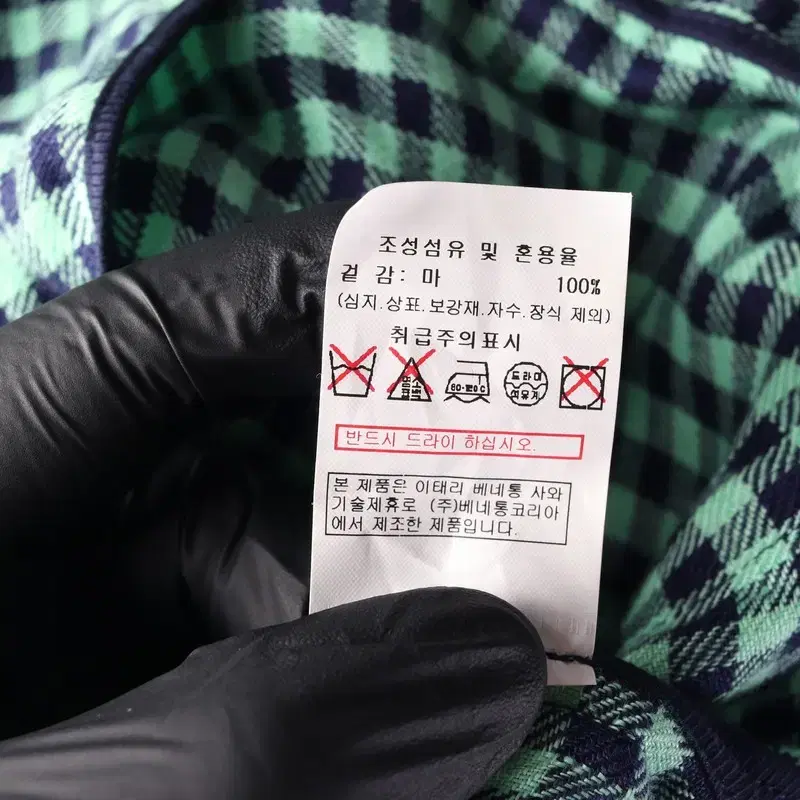 조성섬유 및 혼용율
겉 감: 마 100%
(심지.상표.보강재.자수.장식 제외)
취급주의표시
드라이
석유계
반드시 드라이 하십시오.
본 제품은 이태리 베네통 사와
기술제휴로 (주)베네통코리아
에서 제조한 제품입니다.